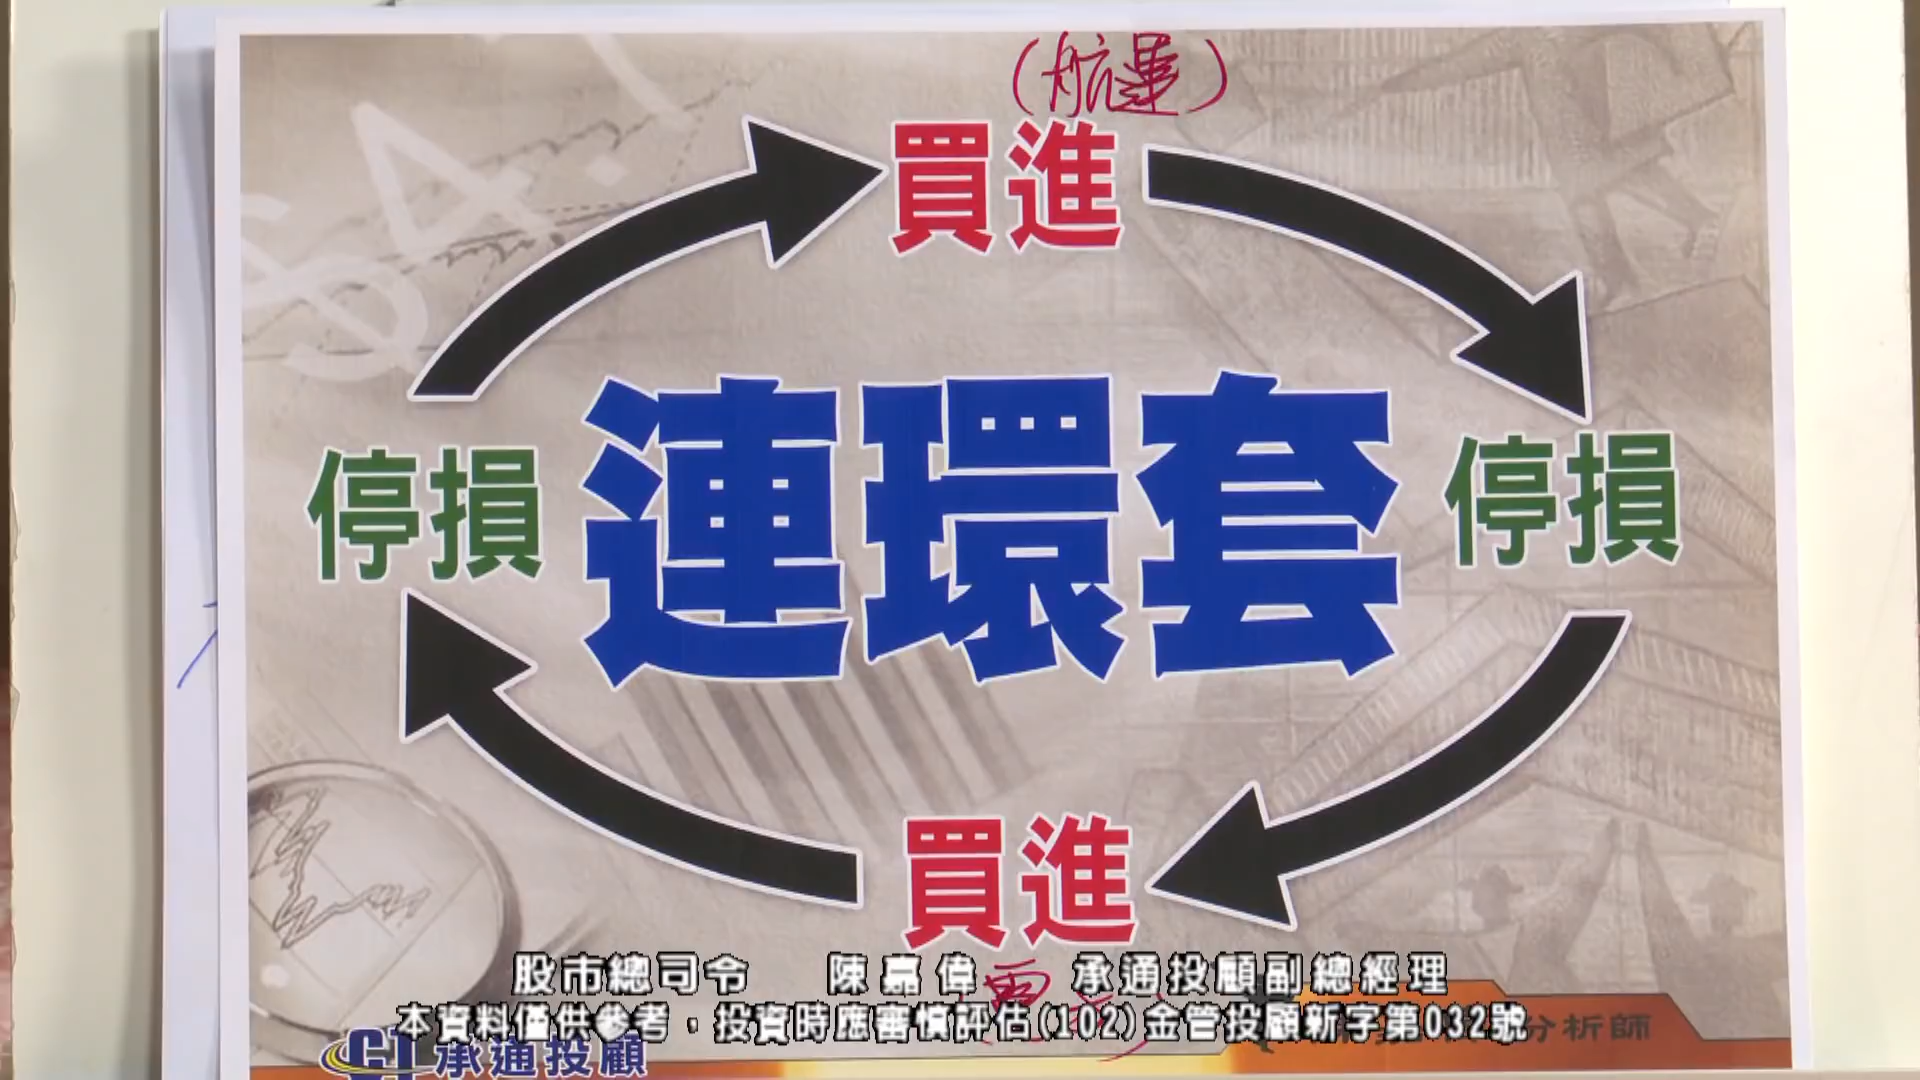 (航運)
買進
停損
連環套
停損
買進
股市總司令 陳嘉偉 承通投顧副總經理
本資料僅供參考，投資時應審慎評估(102)金管投顧新字第032號
承通投顧
分析師